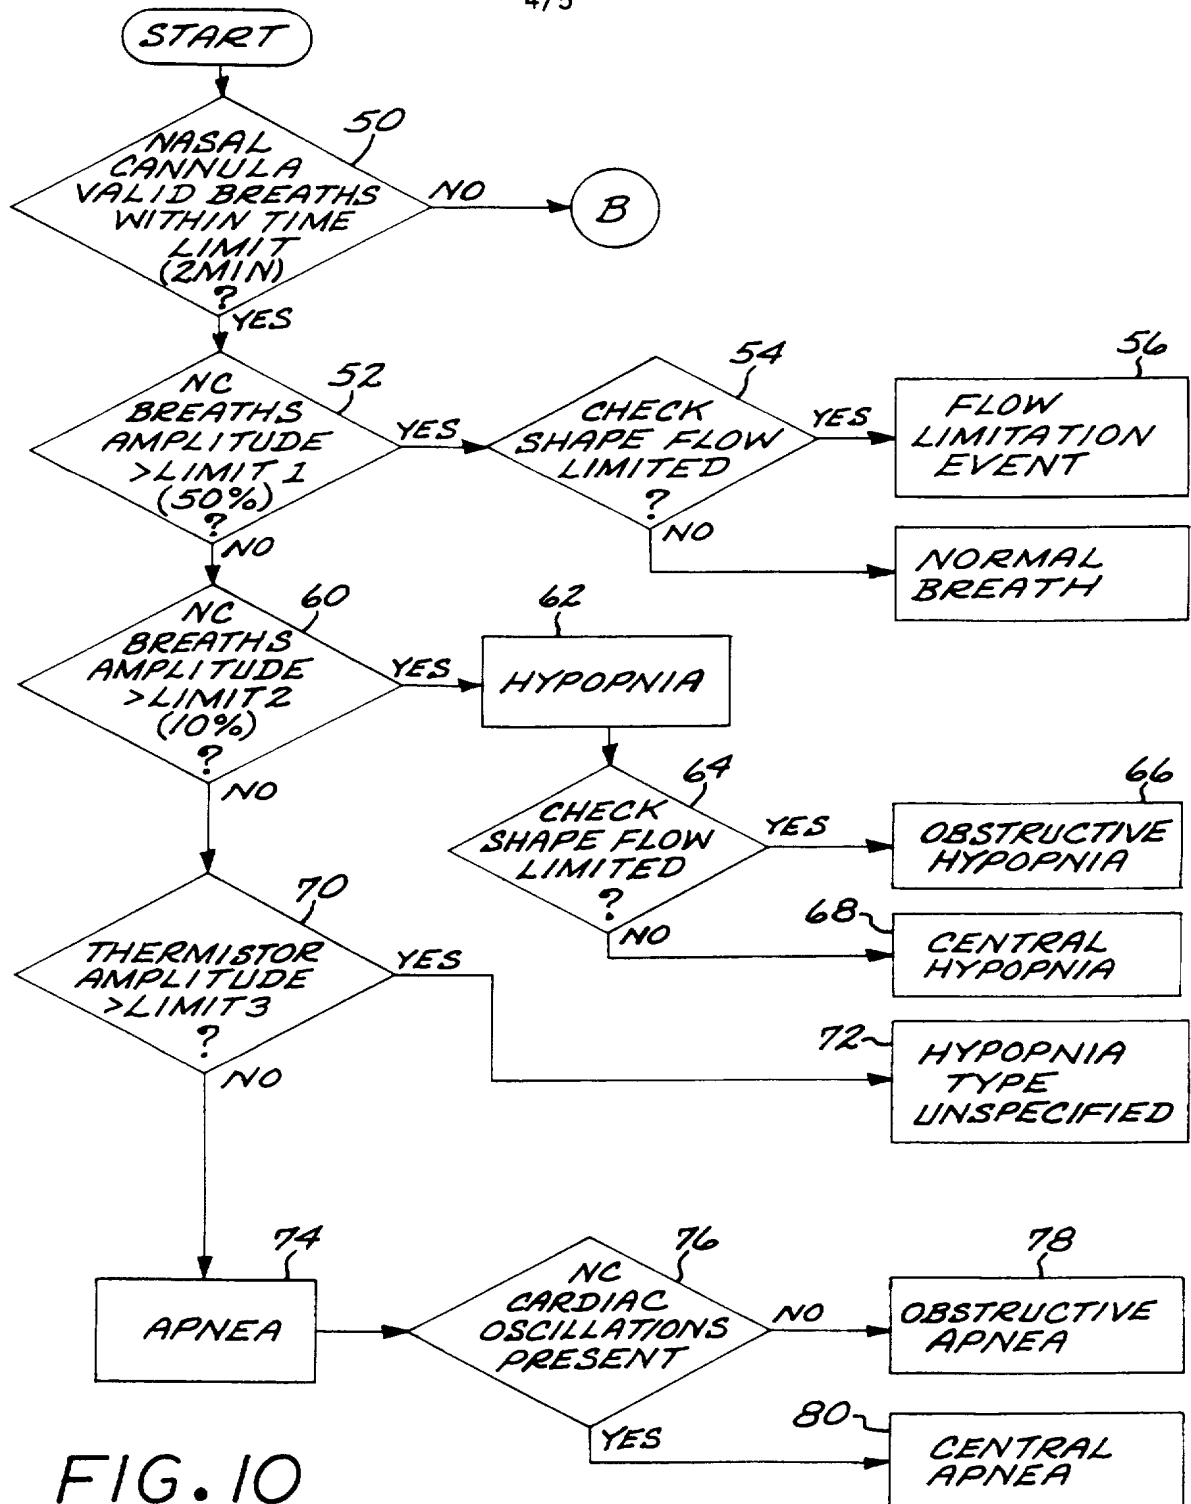 4/5
START
50
NASAL
CANNULA
VALID BREATHS
WITHIN TIME
LIMIT
(2MIN)
?
NO
B
YES
52
NC
BREATHS
AMPLITUDE
>LIMIT 1
(50%)
?
YES
54
CHECK
SHAPE FLOW
LIMITED
?
YES
56
FLOW
LIMITATION
EVENT
NO
NORMAL
BREATH
NO
60
NC
BREATHS
AMPLITUDE
>LIMIT2
(10%)
?
YES
62
HYPOPNIA
64
CHECK
SHAPE FLOW
LIMITED
?
YES
66
OBSTRUCTIVE
HYPOPNIA
NO
68
CENTRAL
HYPOPNIA
NO
70
THERMISTOR
AMPLITUDE
>LIMIT3
?
YES
72
HYPOPNIA
TYPE
UNSPECIFIED
NO
74
APNEA
76
NC
CARDIAC
OSCILLATIONS
PRESENT
NO
78
OBSTRUCTIVE
APNEA
YES
80
CENTRAL
APNEA
FIG. 10